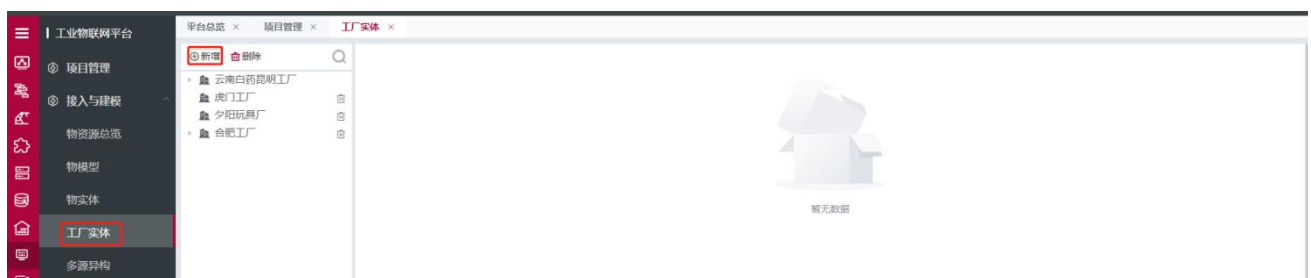 工业物联网平台
平台总览 × 项目管理 × 工厂实体 ×
新增 删除
项目管理
云南白药昆明工厂
虎门工厂
接入与建模
夕阳玩具厂
物资源总览
合肥工厂
物模型
物实体
暂无数据
工厂实体
多源异构